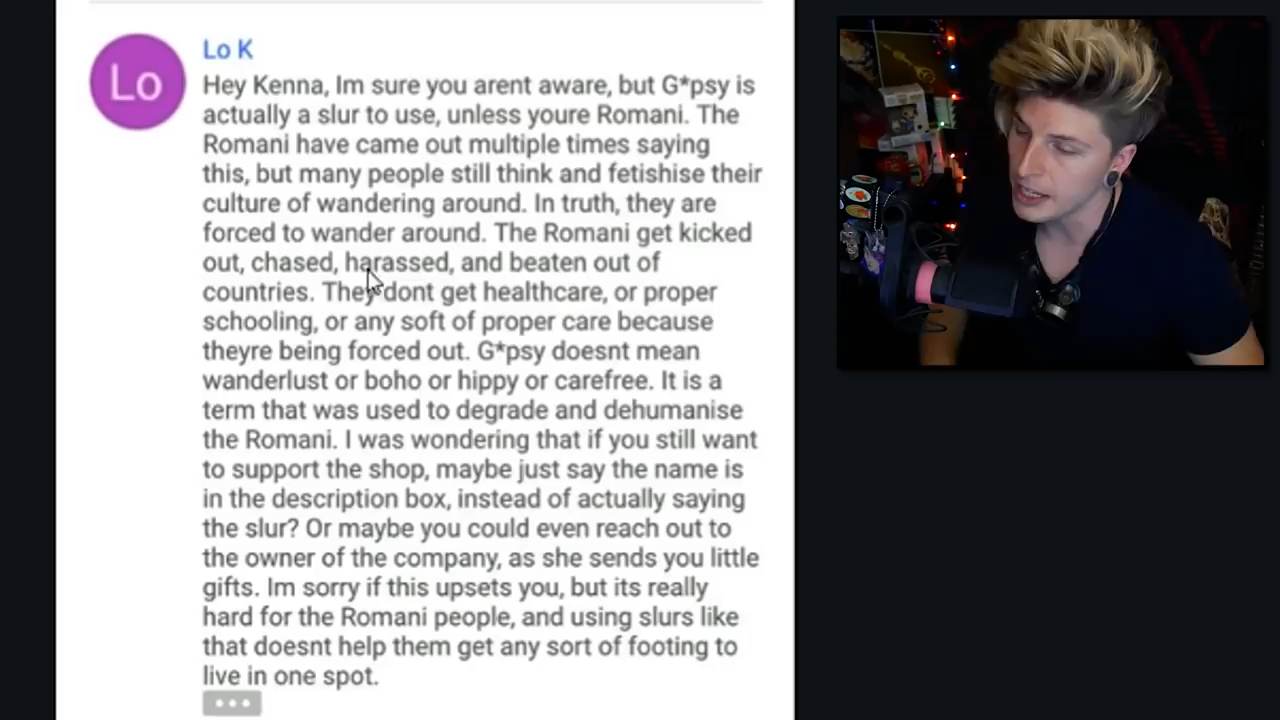 Lo
Lo K
Hey Kenna, Im sure you arent aware, but G*psy is
actually a slur to use, unless youre Romani. The
Romani have came out multiple times saying
this, but many people still think and fetishise their
culture of wandering around. In truth, they are
forced to wander around. The Romani get kicked
out, chased, harassed, and beaten out of
countries. They dont get healthcare, or proper
schooling, or any soft of proper care because
theyre being forced out. G*psy doesnt mean
wanderlust or boho or hippy or carefree. It is a
term that was used to degrade and dehumanise
the Romani. I was wondering that if you still want
to support the shop, maybe just say the name is
in the description box, instead of actually saying
the slur? Or maybe you could even reach out to
the owner of the company, as she sends you little
gifts. Im sorry if this upsets you, but its really
hard for the Romani people, and using slurs like
that doesnt help them get any sort of footing to
live in one spot.